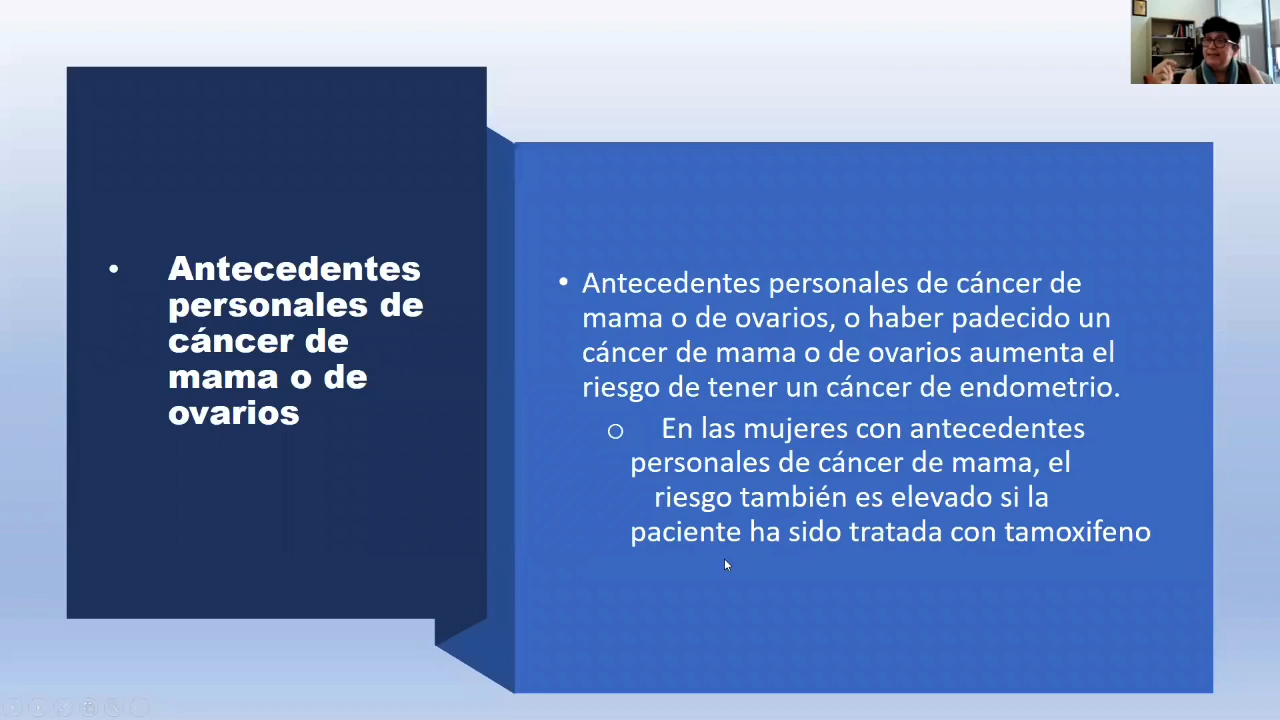 • Antecedentes
personales de
cáncer de
mama o de
ovarios
• Antecedentes personales de cáncer de
mama o de ovarios, o haber padecido un
cáncer de mama o de ovarios aumenta el
riesgo de tener un cáncer de endometrio.
o En las mujeres con antecedentes
personales de cáncer de mama, el
riesgo también es elevado si la
paciente ha sido tratada con tamoxifeno